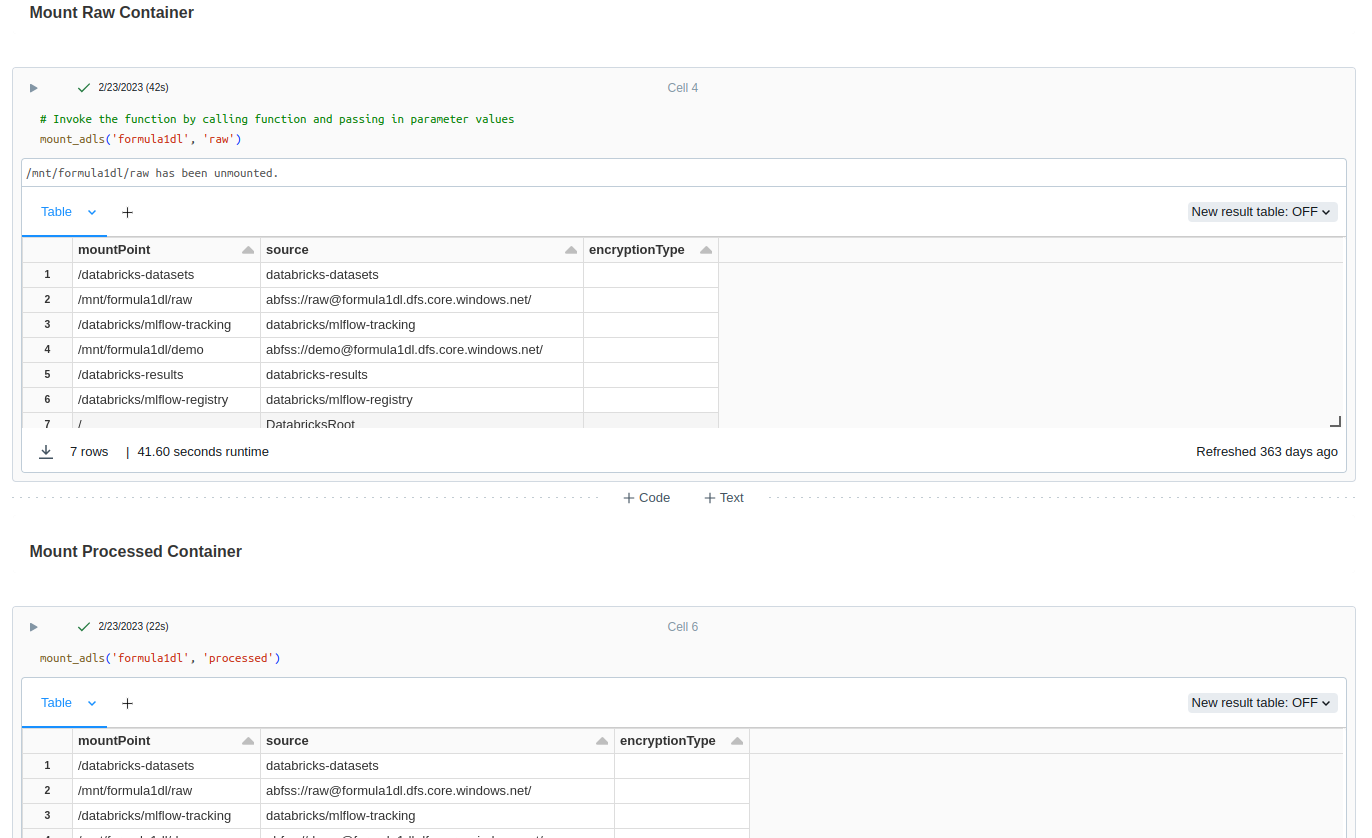 Mount Raw Container
2/23/2023 (42s)
Cell 4
# Invoke the function by calling function and passing in parameter values
mount_adls('formula1dl', 'raw')
/mnt/formula1dl/raw has been unmounted.
Table
New result table: OFF
mountPoint source encryptionType
1 /databricks-datasets databricks-datasets
2 /mnt/formula1dl/raw abfss://raw@formula1dl.dfs.core.windows.net/
3 /databricks/mlflow-tracking databricks/mlflow-tracking
4 /mnt/formula1dl/demo abfss://demo@formula1dl.dfs.core.windows.net/
5 /databricks-results databricks-results
6 /databricks/mlflow-registry databricks/mlflow-registry
7 / DatabricksRoot
7 rows | 41.60 seconds runtime
Refreshed 363 days ago
+ Code + Text
Mount Processed Container
2/23/2023 (22s)
Cell 6
mount_adls('formula1dl', 'processed')
Table
New result table: OFF
mountPoint source encryptionType
1 /databricks-datasets databricks-datasets
2 /mnt/formula1dl/raw abfss://raw@formula1dl.dfs.core.windows.net/
3 /databricks/mlflow-tracking databricks/mlflow-tracking